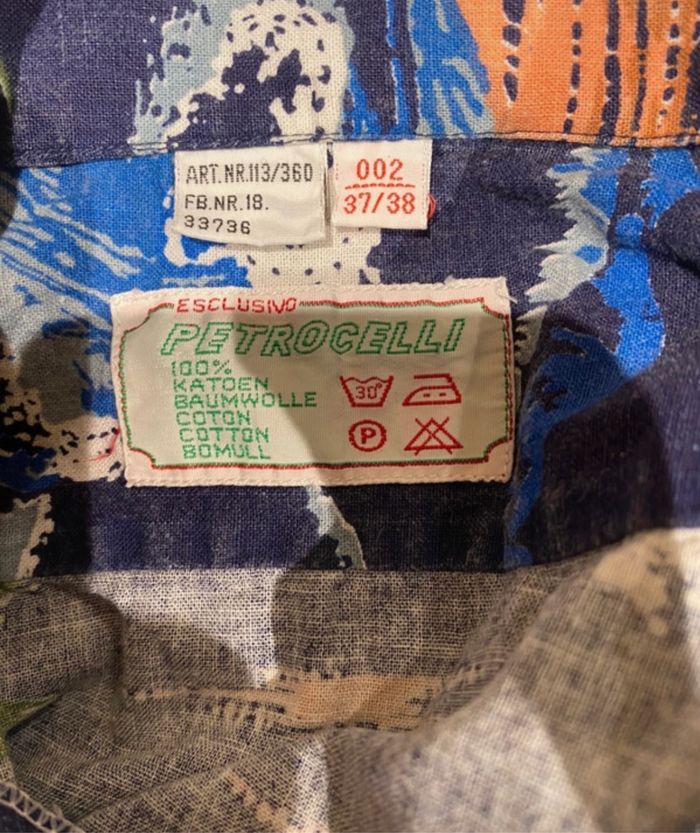 ART.NR.113/360
FB.NR.18.
33736
002
37/38
ESCLUSIVO
PETROCELLI
100%
KATOEN
BAUMWOLLE
COTON
COTTON
BOMULL
30°
P